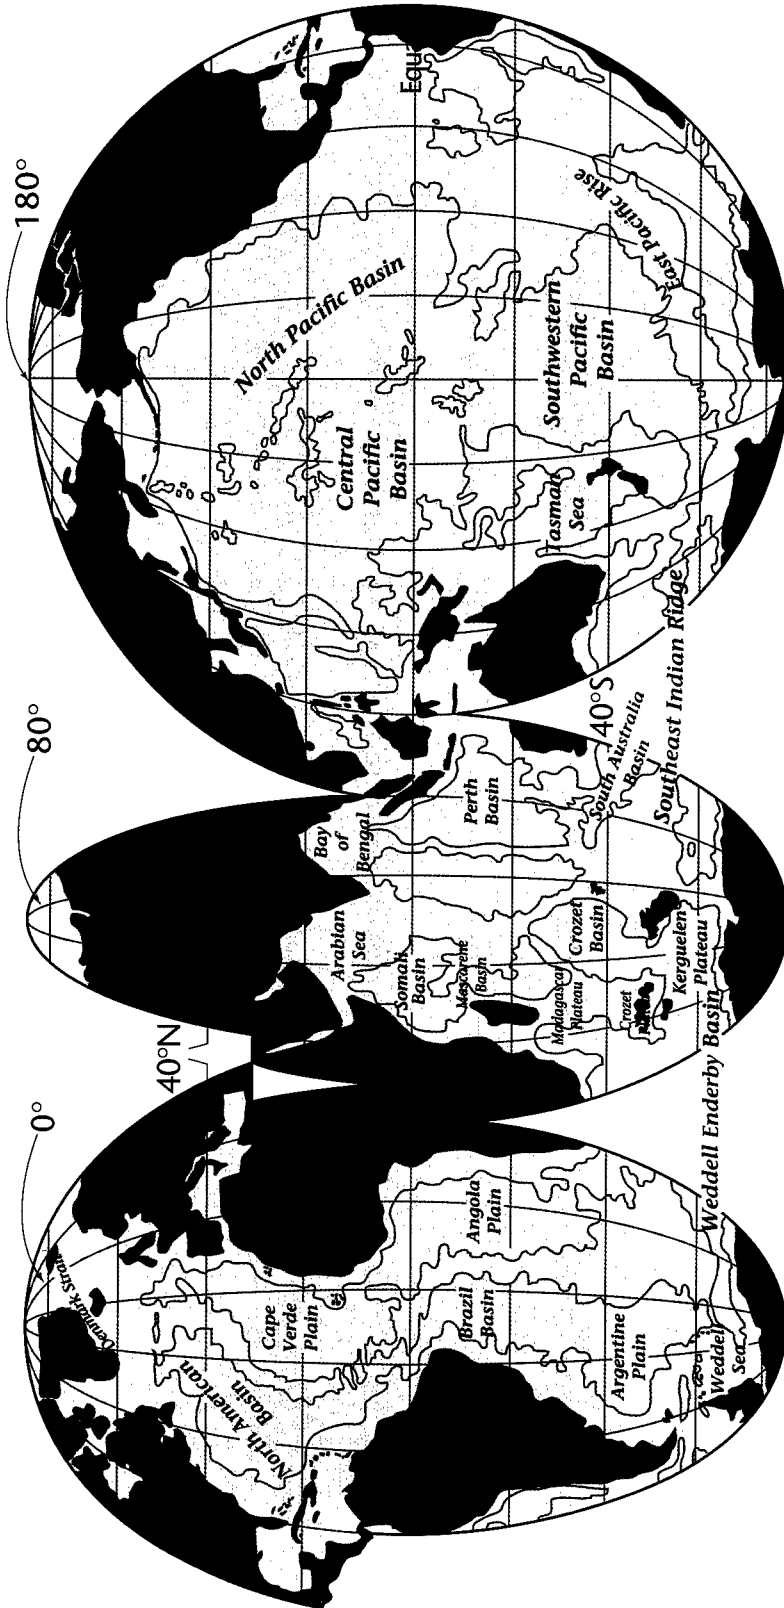 0°
80°
180°
40°N
40°S
Equ
Denmark Strait
North American
Basin
Cape
Verde
Plain
Angola
Plain
Brazil
Basin
Argentine
Plain
Weddell
Sea
Weddell Enderby Basin
Arabian
Sea
Bay
of
Bengal
Somali
Basin
Mascarene
Basin
Madagascar
Plateau
Crozet
Basin
Crozet
Kerguelen
Plateau
Perth
Basin
South Australia
Basin
Southeast Indian Ridge
North Pacific Basin
Central
Pacific
Basin
Tasman
Sea
Southwestern
Pacific
Basin
East Pacific Rise